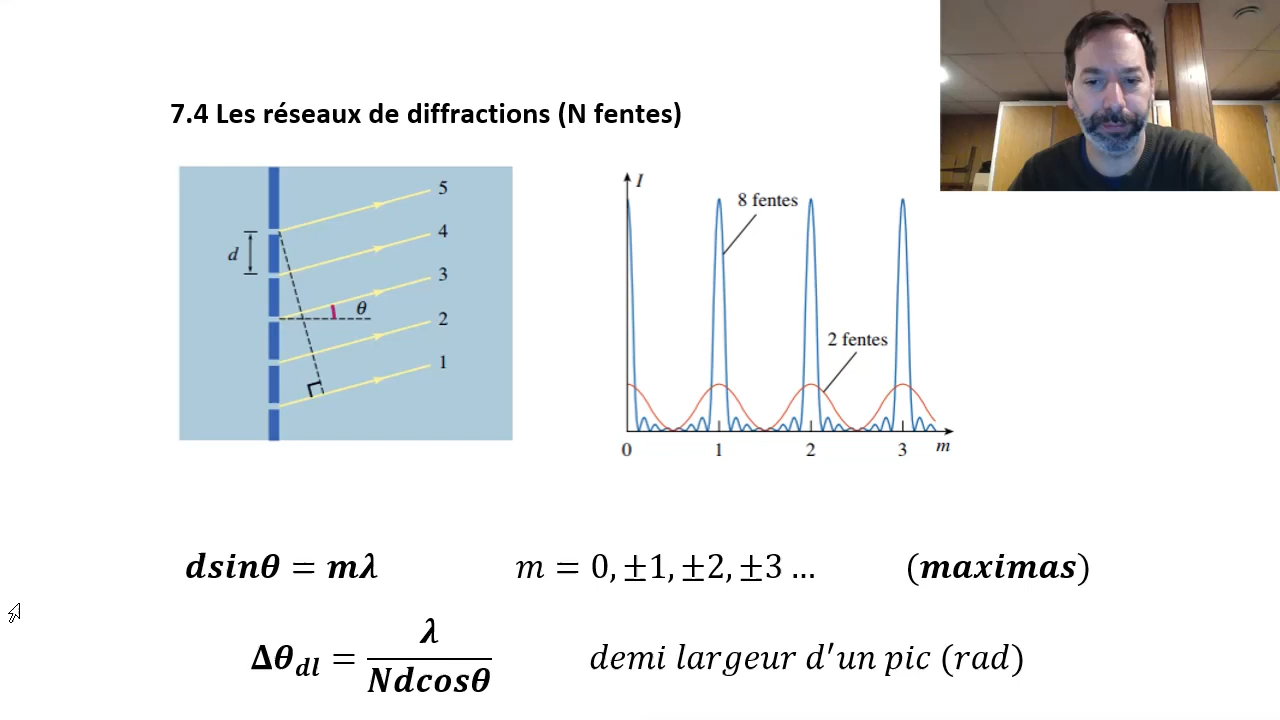 7.4 Les réseaux de diffractions (N fentes)
5
4
d
3
θ
2
1
I
8 fentes
2 fentes
0 1 2 3 m
dsinθ = mλ m = 0, ±1, ±2, ±3 ... (maximas)
Δθ_dl = λ / Ndcosθ demi largeur d'un pic (rad)